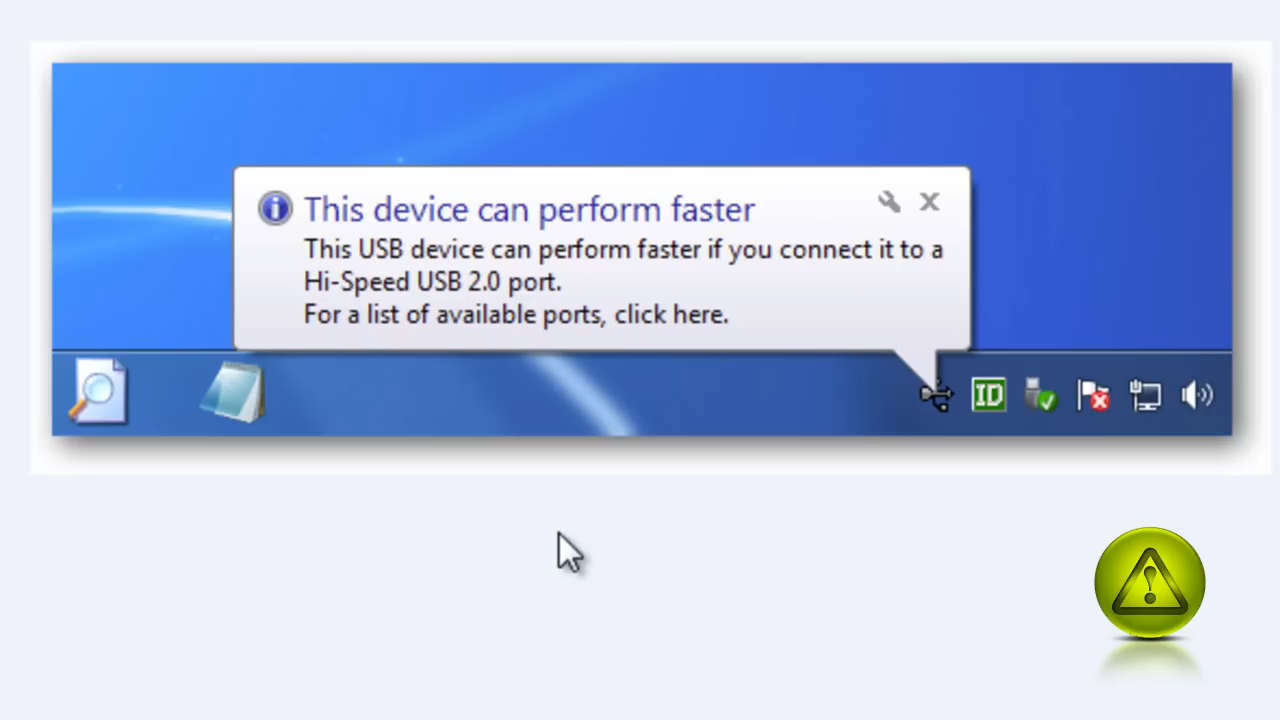 This device can perform faster
This USB device can perform faster if you connect it to a
Hi-Speed USB 2.0 port.
For a list of available ports, click here.
ID